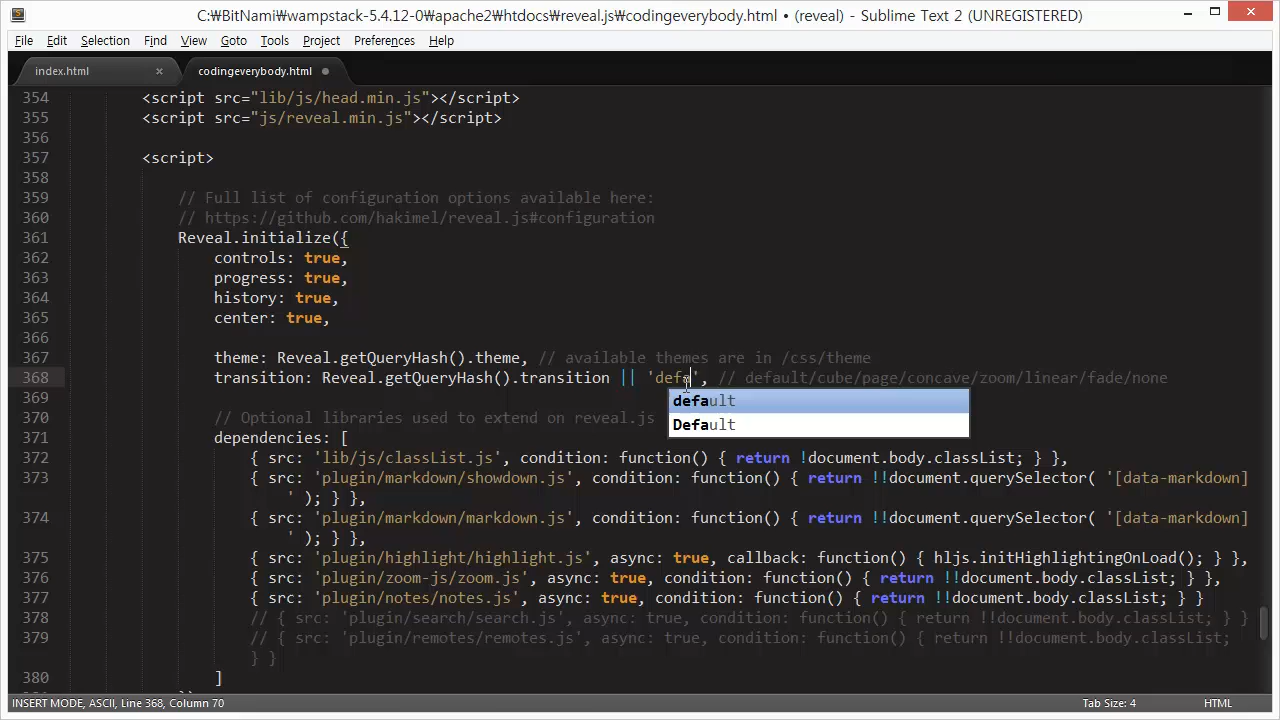 C:₩BitNami₩wampstack-5.4.12-0₩apache2₩htdocs₩reveal.js₩codingeverybody.html • (reveal) - Sublime Text 2 (UNREGISTERED)
File Edit Selection Find View Goto Tools Project Preferences Help
index.html × codingeverybody.html
354 <script src="lib/js/head.min.js"></script>
355 <script src="js/reveal.min.js"></script>
356
357 <script>
358
359 // Full list of configuration options available here:
360 // https://github.com/hakimel/reveal.js#configuration
361 Reveal.initialize({
362 controls: true,
363 progress: true,
364 history: true,
365 center: true,
366
367 theme: Reveal.getQueryHash().theme, // available themes are in /css/theme
368 transition: Reveal.getQueryHash().transition || 'defa', // default/cube/page/concave/zoom/linear/fade/none
369
default
Default
370 // Optional libraries used to extend on reveal.js
371 dependencies: [
372 { src: 'lib/js/classList.js', condition: function() { return !document.body.classList; } },
373 { src: 'plugin/markdown/showdown.js', condition: function() { return !!document.querySelector( '[data-markdown]
' ); } },
374 { src: 'plugin/markdown/markdown.js', condition: function() { return !!document.querySelector( '[data-markdown]
' ); } },
375 { src: 'plugin/highlight/highlight.js', async: true, callback: function() { hljs.initHighlightingOnLoad(); } },
376 { src: 'plugin/zoom-js/zoom.js', async: true, condition: function() { return !!document.body.classList; } },
377 { src: 'plugin/notes/notes.js', async: true, condition: function() { return !!document.body.classList; } }
378 // { src: 'plugin/search/search.js', async: true, condition: function() { return !!document.body.classList; } }
379 // { src: 'plugin/remotes/remotes.js', async: true, condition: function() { return !!document.body.classList;
} }
380 ]
INSERT MODE, ASCII, Line 368, Column 70 Tab Size: 4 HTML